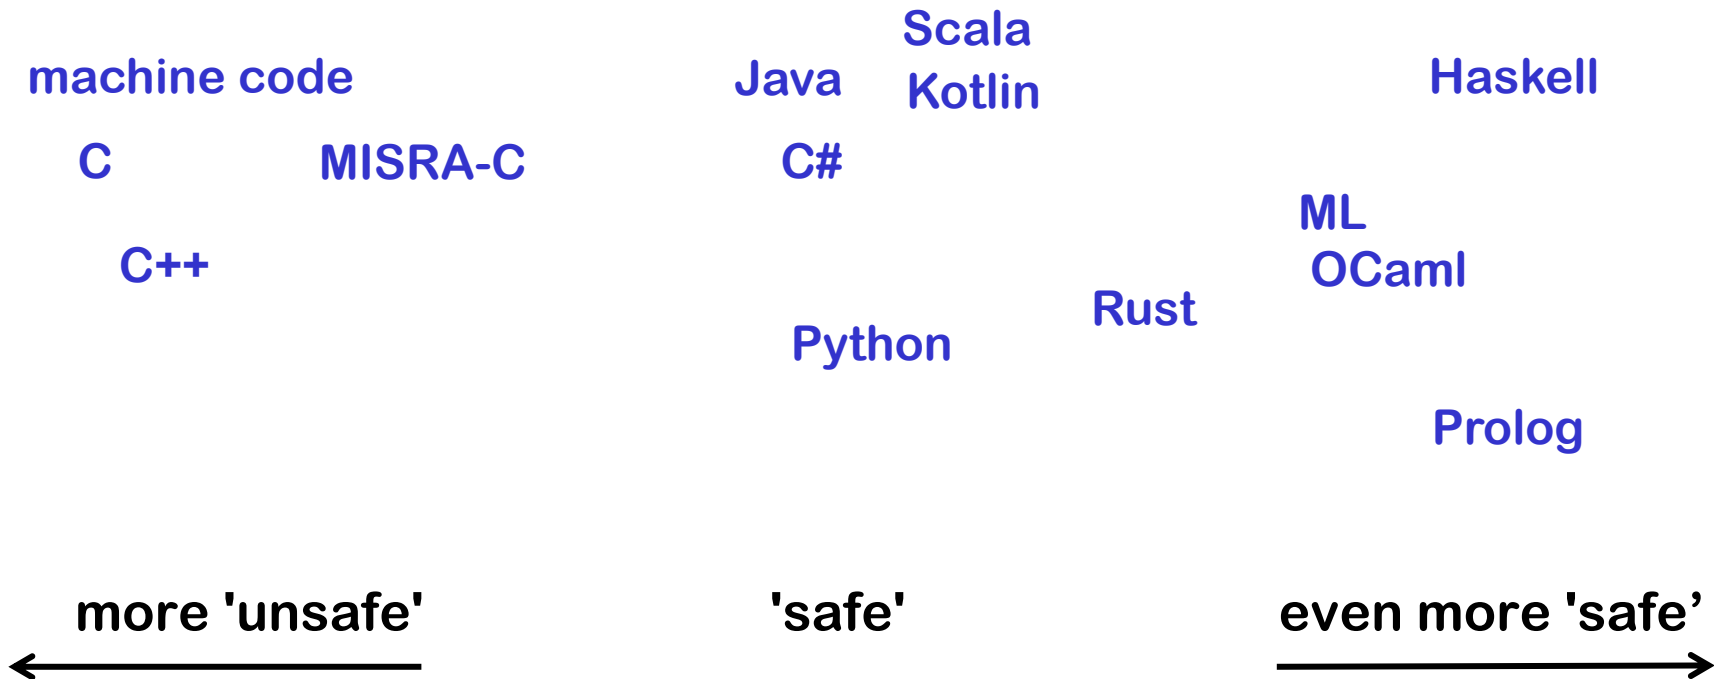 Scala
machine code Java Kotlin Haskell
C MISRA-C C#
ML
C++ OCaml
Rust
Python
Prolog
more 'unsafe' 'safe' even more 'safe’